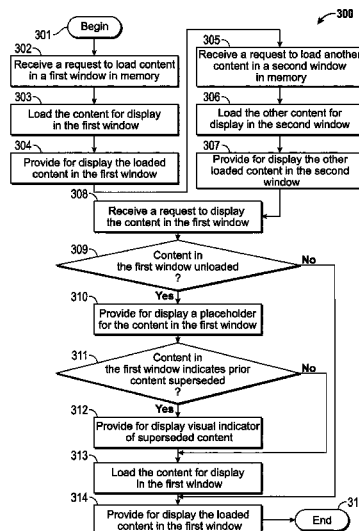 300
301
Begin
302
Receive a request to load content
in a first window in memory
303
Load the content for display
in the first window
304
Provide for display the loaded
content in the first window
305
Receive a request to load another
content in a second window
in memory
306
Load the other content for
display in the second window
307
Provide for display the other
loaded content in the second
window
308
Receive a request to display
the content in the first window
309
Content in
the first window unloaded
?
No
Yes
310
Provide for display a placeholder
for the content in the first window
311
Content in
the first window indicates prior
content superseded
?
No
Yes
312
Provide for display visual indicator
of superseded content
313
Load the content for display
in the first window
314
Provide for display the loaded
content in the first window
End